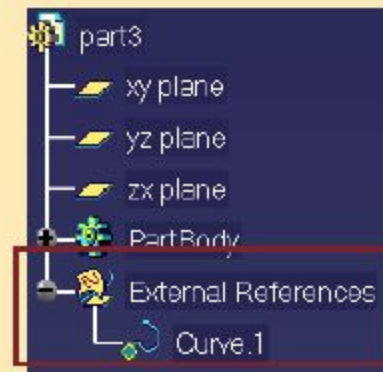 part3
xy plane
yz plane
zx plane
PartBody
External References
Curve.1